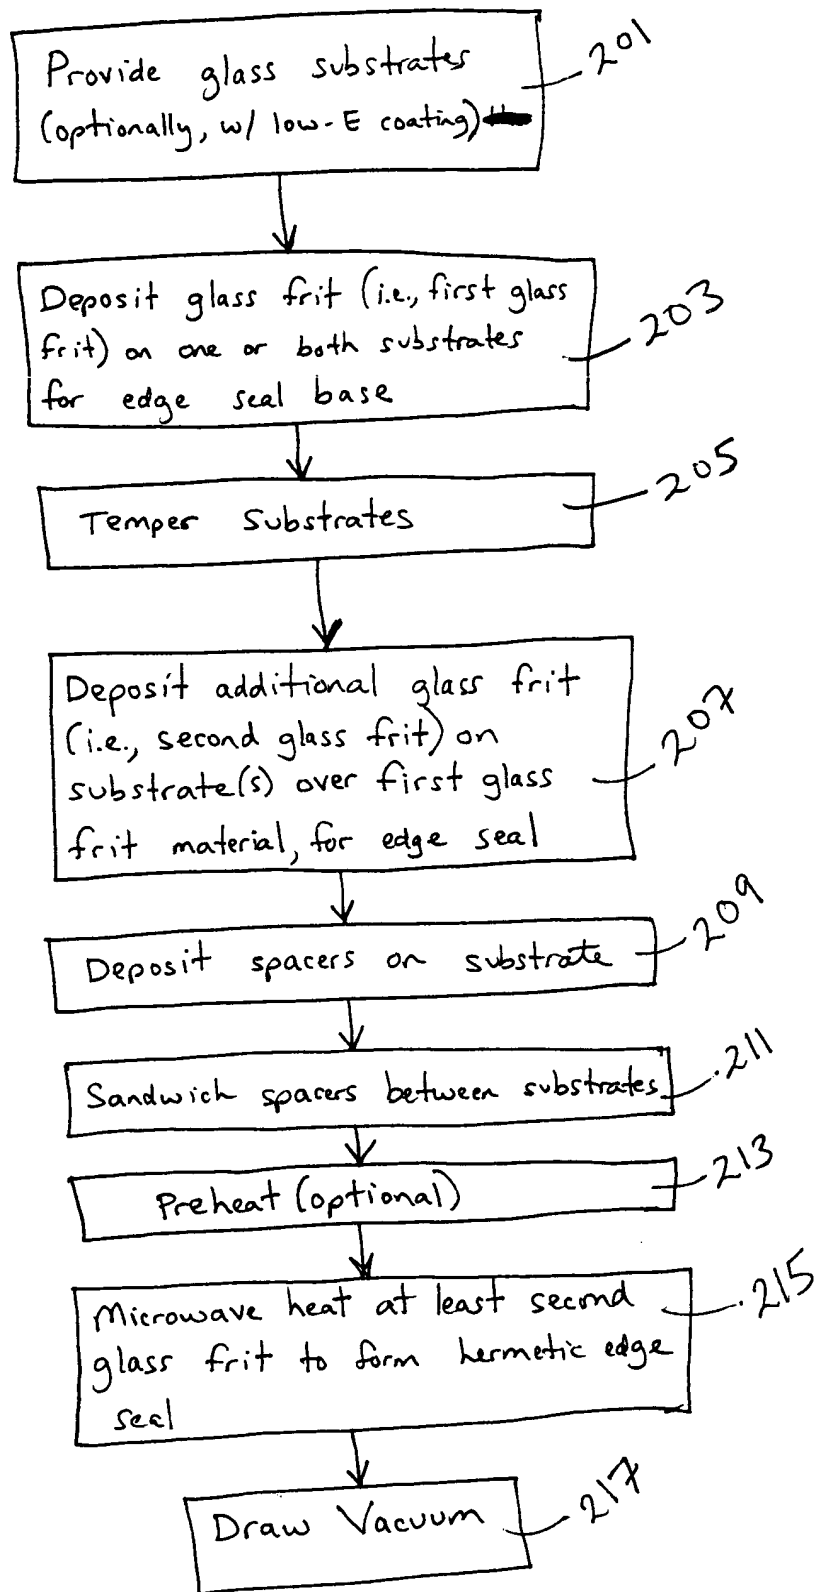 Provide glass substrates
(optionally, w/ low-E coating)
201
Deposit glass frit (i.e., first glass
frit) on one or both substrates
for edge seal base
203
Temper Substrates
205
Deposit additional glass frit
(i.e., second glass frit) on
substrate(s) over first glass
frit material, for edge seal
207
Deposit spacers on substrate
209
Sandwich spacers between substrates
211
Preheat (optional)
213
Microwave heat at least second
glass frit to form hermetic edge
seal
215
Draw Vacuum
217